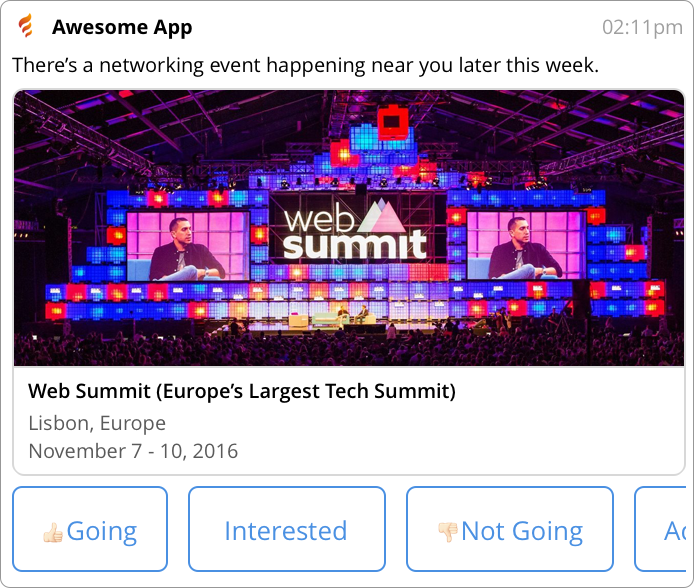 Awesome App
02:11pm
There’s a networking event happening near you later this week.
web
summit
Web Summit (Europe’s Largest Tech Summit)
Lisbon, Europe
November 7 - 10, 2016
👍🏻Going
Interested
👎🏻Not Going